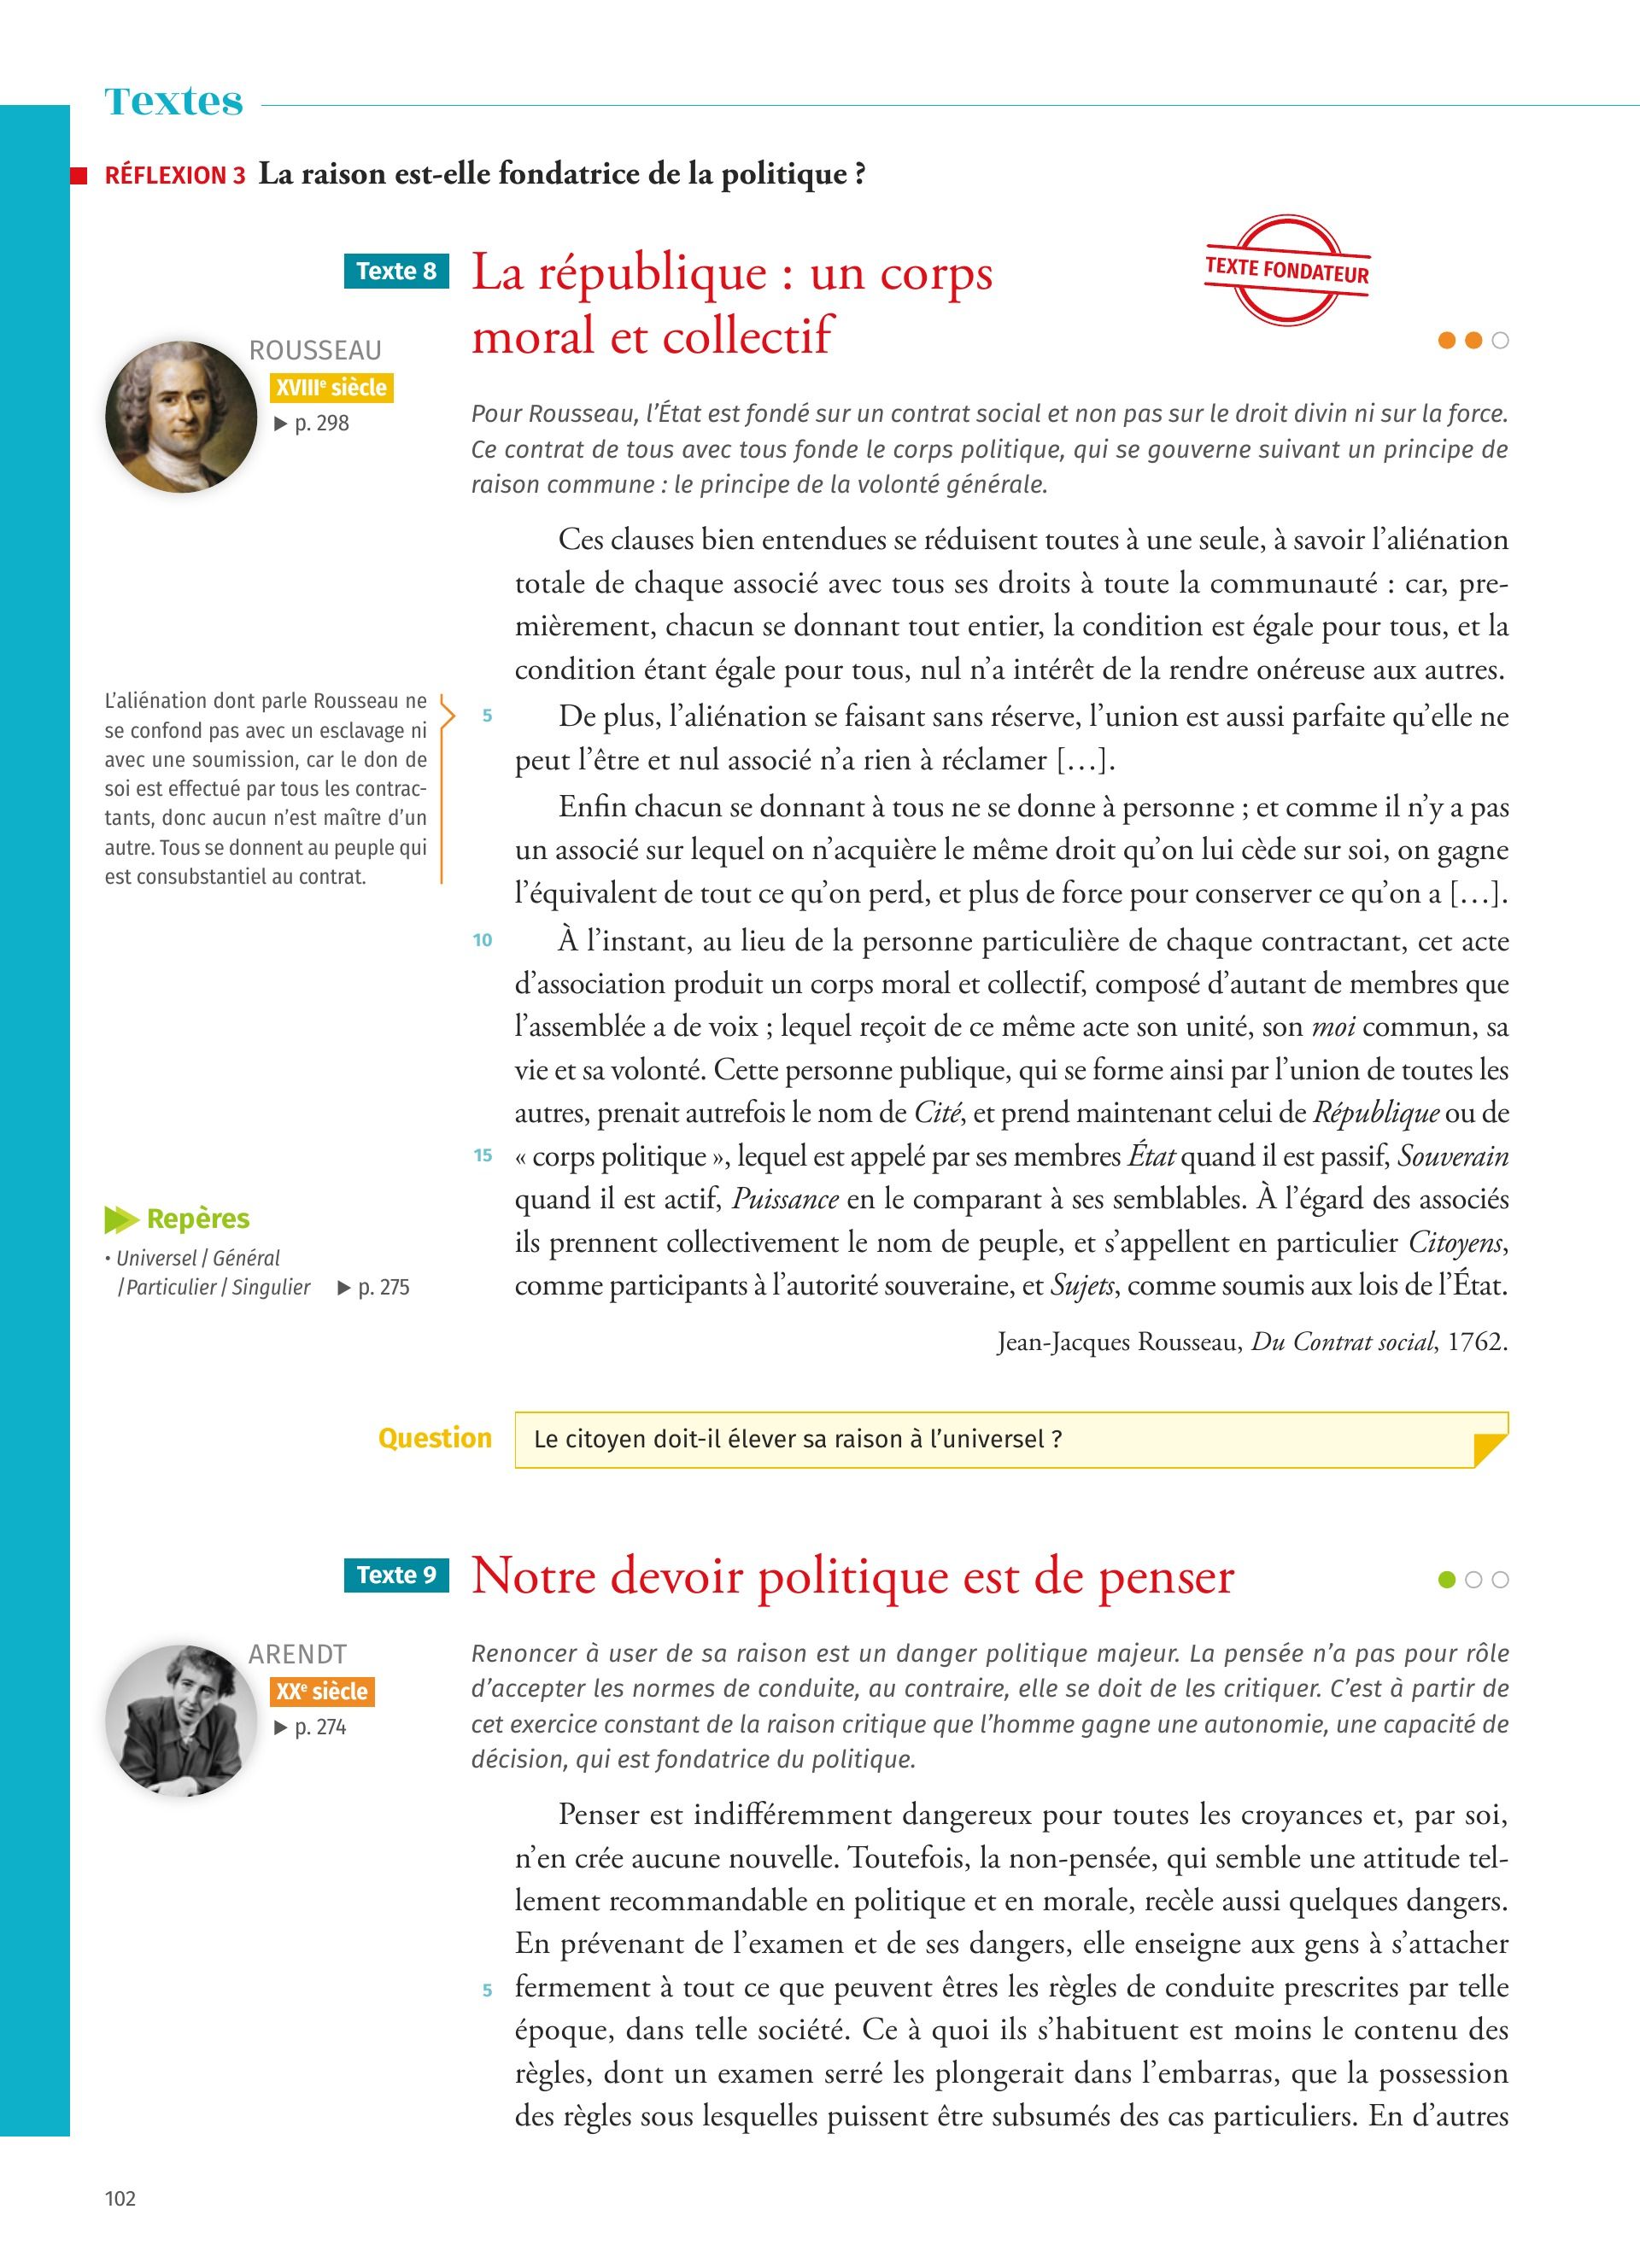 Textes
RÉFLEXION 3 La raison est-elle fondatrice de la politique ?
Texte 8
La république : un corps
moral et collectif
TEXTE FONDATEUR
ROUSSEAU
XVIIIe siècle
▶ p. 298
Pour Rousseau, l’État est fondé sur un contrat social et non pas sur le droit divin ni sur la force.
Ce contrat de tous avec tous fonde le corps politique, qui se gouverne suivant un principe de
raison commune : le principe de la volonté générale.
Ces clauses bien entendues se réduisent toutes à une seule, à savoir l’aliénation
totale de chaque associé avec tous ses droits à toute la communauté : car, pre-
mièrement, chacun se donnant tout entier, la condition est égale pour tous, et la
condition étant égale pour tous, nul n’a intérêt de la rendre onéreuse aux autres.
L’aliénation dont parle Rousseau ne
se confond pas avec un esclavage ni
avec une soumission, car le don de
soi est effectué par tous les contrac-
tants, donc aucun n’est maître d’un
autre. Tous se donnent au peuple qui
est consubstantiel au contrat.
5 De plus, l’aliénation se faisant sans réserve, l’union est aussi parfaite qu’elle ne
peut l’être et nul associé n’a rien à réclamer […].
Enfin chacun se donnant à tous ne se donne à personne ; et comme il n’y a pas
un associé sur lequel on n’acquière le même droit qu’on lui cède sur soi, on gagne
l’équivalent de tout ce qu’on perd, et plus de force pour conserver ce qu’on a […].
10 À l’instant, au lieu de la personne particulière de chaque contractant, cet acte
d’association produit un corps moral et collectif, composé d’autant de membres que
l’assemblée a de voix ; lequel reçoit de ce même acte son unité, son moi commun, sa
vie et sa volonté. Cette personne publique, qui se forme ainsi par l’union de toutes les
autres, prenait autrefois le nom de Cité, et prend maintenant celui de République ou de
15 « corps politique », lequel est appelé par ses membres État quand il est passif, Souverain
quand il est actif, Puissance en le comparant à ses semblables. À l’égard des associés
ils prennent collectivement le nom de peuple, et s’appellent en particulier Citoyens,
comme participants à l’autorité souveraine, et Sujets, comme soumis aux lois de l’État.
Repères
• Universel / Général
/ Particulier / Singulier ▶ p. 275
Jean-Jacques Rousseau, Du Contrat social, 1762.
Question
Le citoyen doit-il élever sa raison à l’universel ?
Texte 9
Notre devoir politique est de penser
ARENDT
XXe siècle
▶ p. 274
Renoncer à user de sa raison est un danger politique majeur. La pensée n’a pas pour rôle
d’accepter les normes de conduite, au contraire, elle se doit de les critiquer. C’est à partir de
cet exercice constant de la raison critique que l’homme gagne une autonomie, une capacité de
décision, qui est fondatrice du politique.
Penser est indifféremment dangereux pour toutes les croyances et, par soi,
n’en crée aucune nouvelle. Toutefois, la non-pensée, qui semble une attitude tel-
lement recommandable en politique et en morale, recèle aussi quelques dangers.
En prévenant de l’examen et de ses dangers, elle enseigne aux gens à s’attacher
5 fermement à tout ce que peuvent êtres les règles de conduite prescrites par telle
époque, dans telle société. Ce à quoi ils s’habituent est moins le contenu des
règles, dont un examen serré les plongerait dans l’embarras, que la possession
des règles sous lesquelles puissent être subsumés des cas particuliers. En d’autres
102